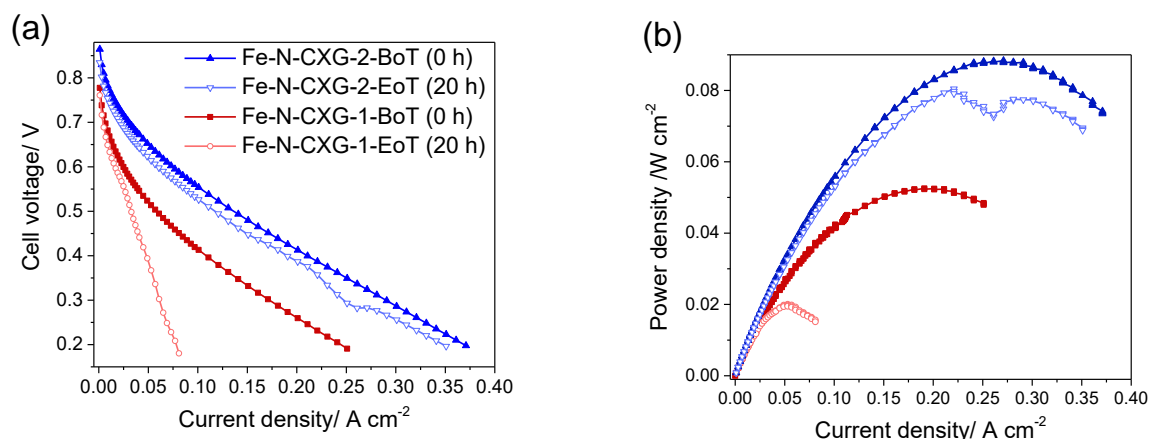 (a)
Fe-N-CXG-2-BoT (0 h)
Fe-N-CXG-2-EoT (20 h)
Fe-N-CXG-1-BoT (0 h)
Fe-N-CXG-1-EoT (20 h)
Cell voltage/ V
0.8
0.7
0.6
0.5
0.4
0.3
0.2
0.00 0.05 0.10 0.15 0.20 0.25 0.30 0.35 0.40
Current density/ A cm-2
(b)
Power density /W cm-2
0.08
0.06
0.04
0.02
0.00
0.00 0.05 0.10 0.15 0.20 0.25 0.30 0.35 0.40
Current density/ A cm-2